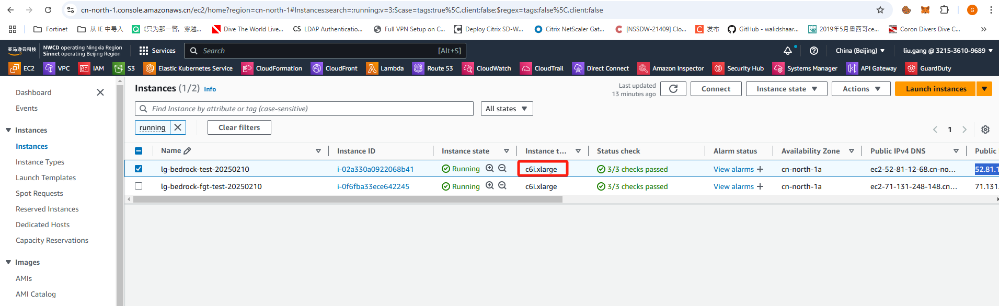 cn-north-1.console.amazonaws.cn/ec2/home?region=cn-north-1#Instances:search=:running;v=3;$case=tags:true%5C,client:false;$regex=tags:false%5C,client:false
G
Fortinet 从 IE 中导入 《只为那一瞥，穿越... Dive The World Live... CS LDAP Authentication... Full VPN Setup on C... Deploy Citrix SD-W... Citrix NetScaler Gat... [NSSDW-21409] Clo... 发布 GitHub - walidshaar... 2019年5月墨西哥ce... Coron Divers Dive C...
亚马逊云科技 NWCD operating Ningxia Region
Sinnet operating Beijing Region
Services
Search [Alt+S]
China (Beijing) liu.gang @ 3215-3610-9689
EC2 VPC IAM S3 Elastic Kubernetes Service CloudFormation CloudFront Lambda Route 53 CloudWatch CloudTrail Direct Connect Amazon Inspector Security Hub Systems Manager API Gateway GuardDuty
Dashboard
Events
Instances
Instances
Instance Types
Launch Templates
Spot Requests
Reserved Instances
Dedicated Hosts
Capacity Reservations
Images
AMIs
AMI Catalog
Instances (1/2) Info
Last updated
13 minutes ago
Connect Instance state Actions Launch instances
Find Instance by attribute or tag (case-sensitive) All states
running Clear filters
1
Name Instance ID Instance state Instance t... Status check Alarm status Availability Zone Public IPv4 DNS Public
lg-bedrock-test-20250210 i-02a330a0922068b41 Running c6i.xlarge 3/3 checks passed View alarms cn-north-1a ec2-52-81-12-68.cn-no... 52.81.1
lg-bedrock-fgt-test-20250210 i-0f6fba33ece642245 Running c6i.xlarge 3/3 checks passed View alarms cn-north-1a ec2-71-131-248-148.cn... 71.131.